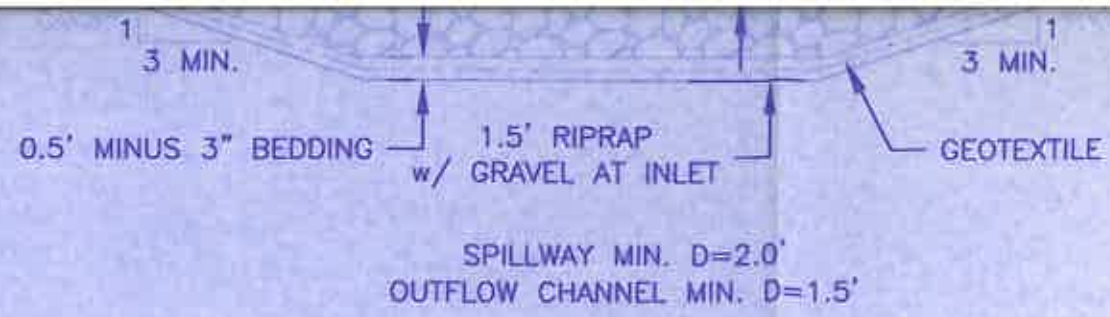 1
3 MIN.
1
3 MIN.
0.5' MINUS 3" BEDDING
1.5' RIPRAP
w/ GRAVEL AT INLET
GEOTEXTILE
SPILLWAY MIN. D=2.0'
OUTFLOW CHANNEL MIN. D=1.5'